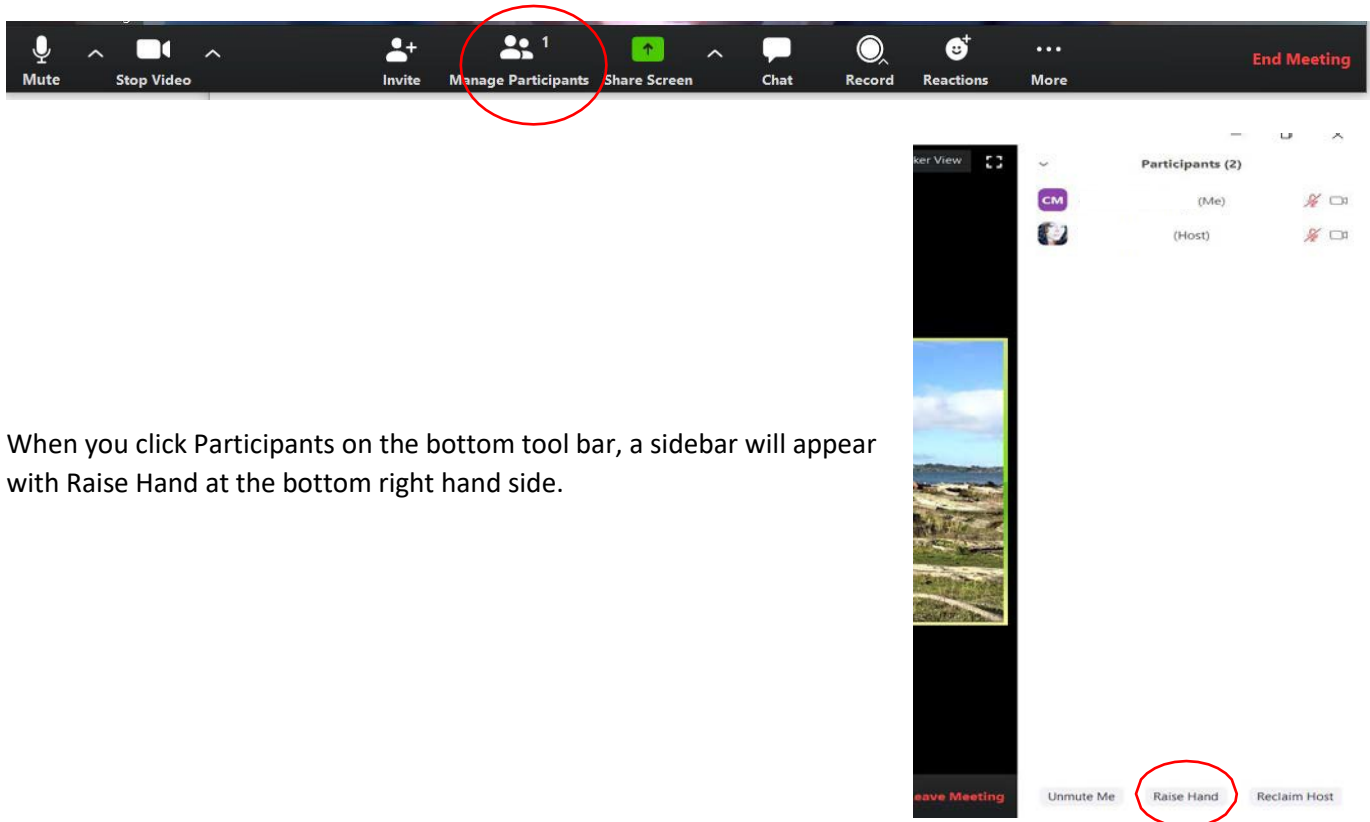 1
Mute Stop Video Invite Manage Participants Share Screen Chat Record Reactions More End Meeting
ker View Participants (2)
CM (Me)
(Host)
When you click Participants on the bottom tool bar, a sidebar will appear
with Raise Hand at the bottom right hand side.
eave Meeting Unmute Me Raise Hand Reclaim Host